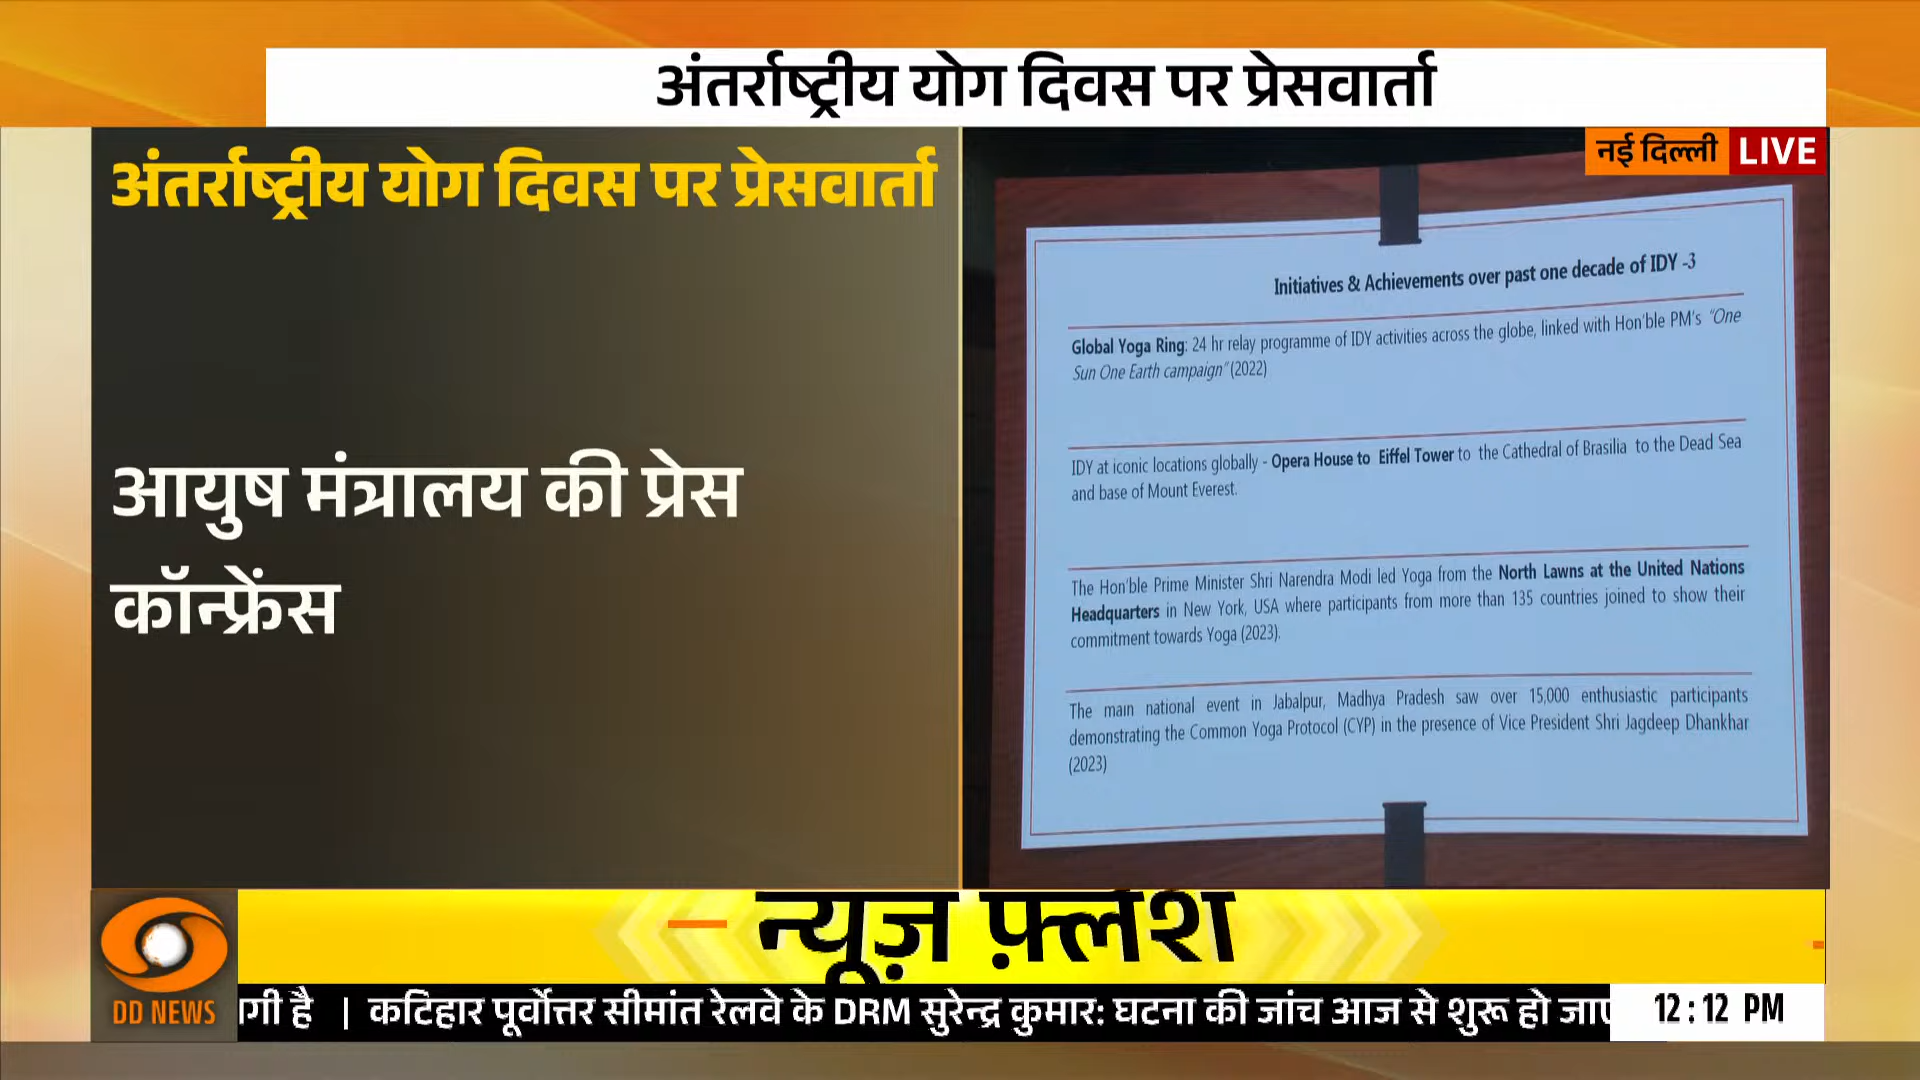 अंतर्राष्ट्रीय योग दिवस पर प्रेसवार्ता
अंतर्राष्ट्रीय योग दिवस पर प्रेसवार्ता
आयुष मंत्रालय की प्रेस
कॉन्फ्रेंस
नई दिल्ली LIVE
Initiatives & Achievements over past one decade of IDY -3
Global Yoga Ring: 24 hr relay programme of IDY activities across the globe, linked with Hon'ble PM's "One
Sun One Earth campaign" (2022)
IDY at iconic locations globally - Opera House to Eiffel Tower to the Cathedral of Brasilia to the Dead Sea
and base of Mount Everest.
The Hon'ble Prime Minister Shri Narendra Modi led Yoga from the North Lawns at the United Nations
Headquarters in New York, USA where participants from more than 135 countries joined to show their
commitment towards Yoga (2023).
The main national event in Jabalpur, Madhya Pradesh saw over 15,000 enthusiastic participants
demonstrating the Common Yoga Protocol (CYP) in the presence of Vice President Shri Jagdeep Dhankhar
(2023)
न्यूज़ फ़्लैश
DD NEWS
गी है | कटिहार पूर्वोत्तर सीमांत रेलवे के DRM सुरेन्द्र कुमार: घटना की जांच आज से शुरू हो
12:12 PM